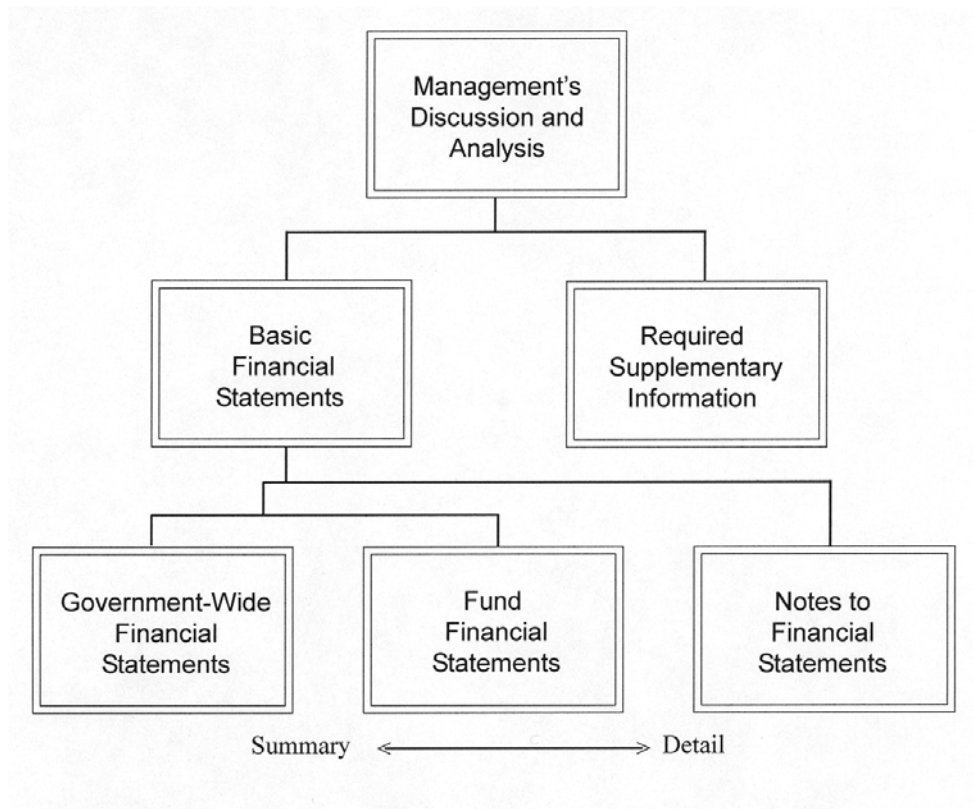 Management's
Discussion and
Analysis
Basic
Financial
Statements
Required
Supplementary
Information
Government-Wide
Financial
Statements
Fund
Financial
Statements
Notes to
Financial
Statements
Summary
Detail